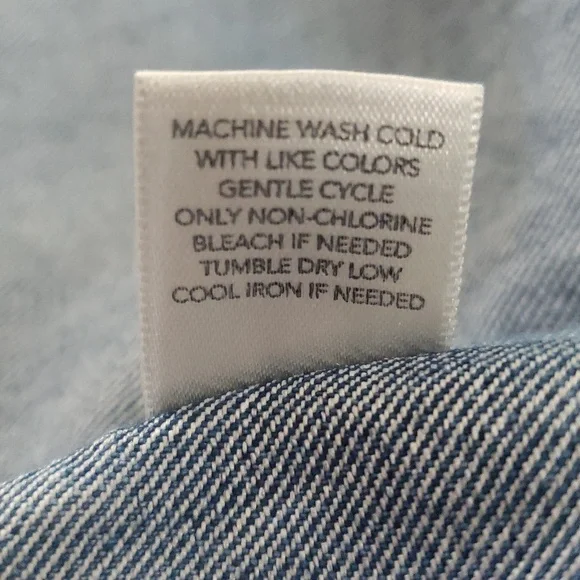 MACHINE WASH COLD
WITH LIKE COLORS
GENTLE CYCLE
ONLY NON-CHLORINE
BLEACH IF NEEDED
TUMBLE DRY LOW
COOL IRON IF NEEDED